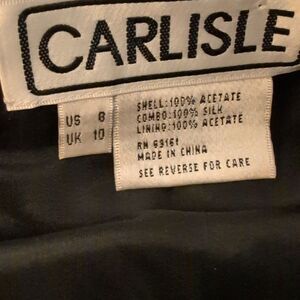 CARLISLE
US 8
UK 10
SHELL:100% ACETATE
COMBO:100% SILK
LINING:100% ACETATE
RN 69161
MADE IN CHINA
SEE REVERSE FOR CARE